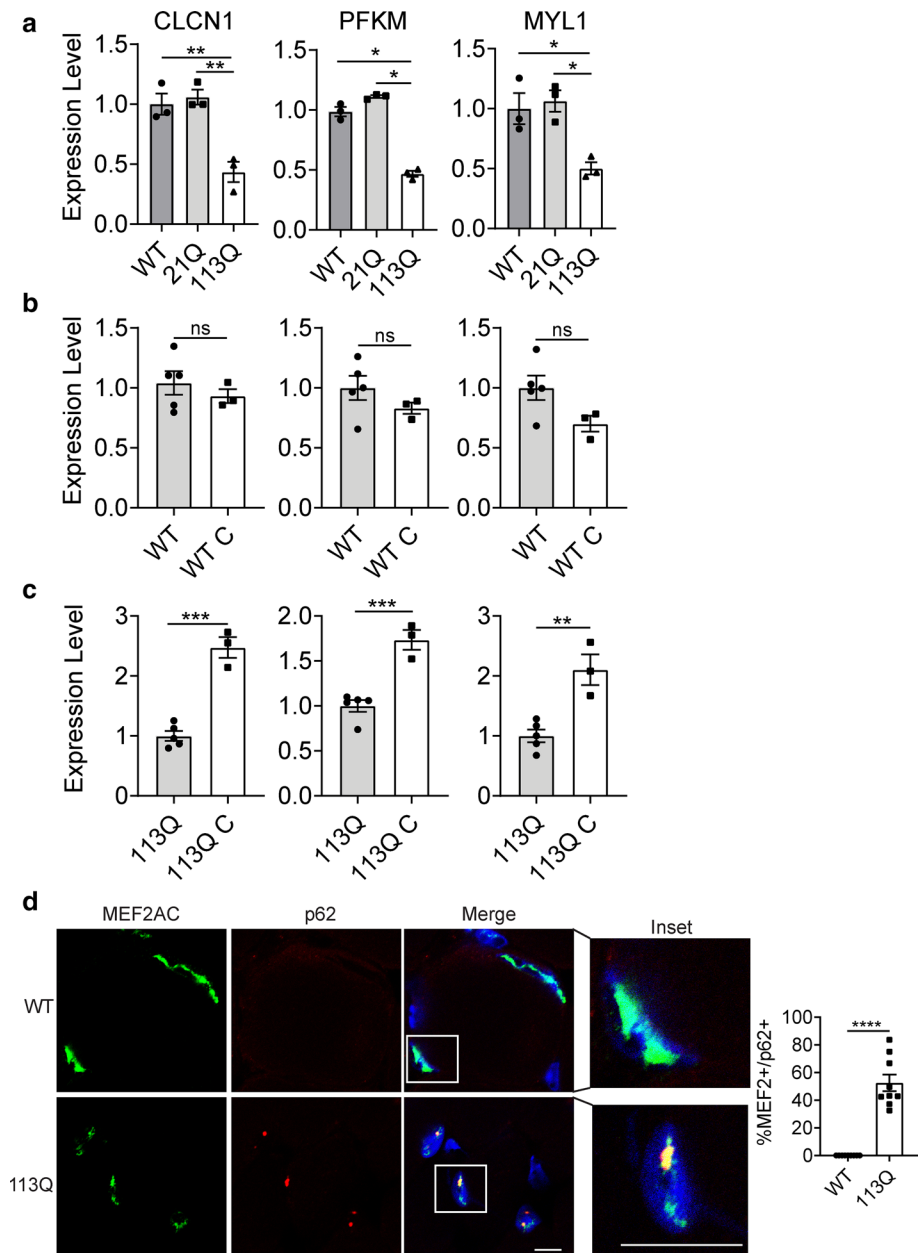 a
CLCN1 PFKM MYL1
Expression Level
1.5 1.0 0.5 0.0
** **
WT 21Q 113Q
1.5 1.0 0.5 0.0
* *
WT 21Q 113Q
1.5 1.0 0.5 0.0
* *
WT 21Q 113Q
b
Expression Level
1.5 1.0 0.5 0.0
ns
WT WT C
1.5 1.0 0.5 0.0
ns
WT WT C
1.5 1.0 0.5 0.0
ns
WT WT C
c
Expression Level
3 2 1 0
***
113Q 113Q C
2.0 1.5 1.0 0.5 0.0
***
113Q 113Q C
3 2 1 0
**
113Q 113Q C
d
MEF2AC p62 Merge Inset
WT
113Q
%MEF2+/p62+
100 80 60 40 20 0
****
WT 113Q